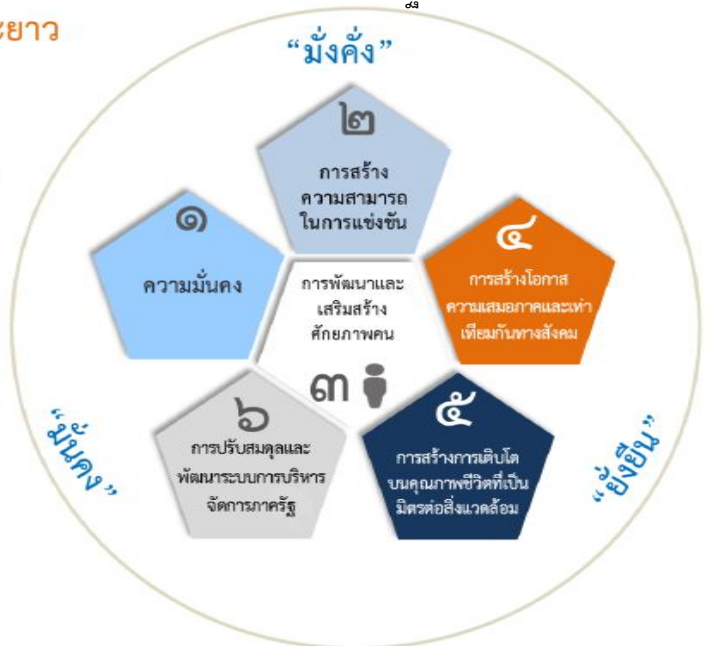 ะยาว
“มั่งคั่ง”
๒
การสร้าง
ความสามารถ
ในการแข่งขัน
๑
ความมั่นคง
๔
การสร้างโอกาส
ความเสมอภาคและเท่า
เทียมกันทางสังคม
การพัฒนาและ
เสริมสร้าง
ศักยภาพคน
๓
๖
การปรับสมดุลและ
พัฒนาระบบการบริหาร
จัดการภาครัฐ
๕
การสร้างการเติบโต
บนคุณภาพชีวิตที่เป็น
มิตรต่อสิ่งแวดล้อม
“มั่นคง”
“ยั่งยืน”